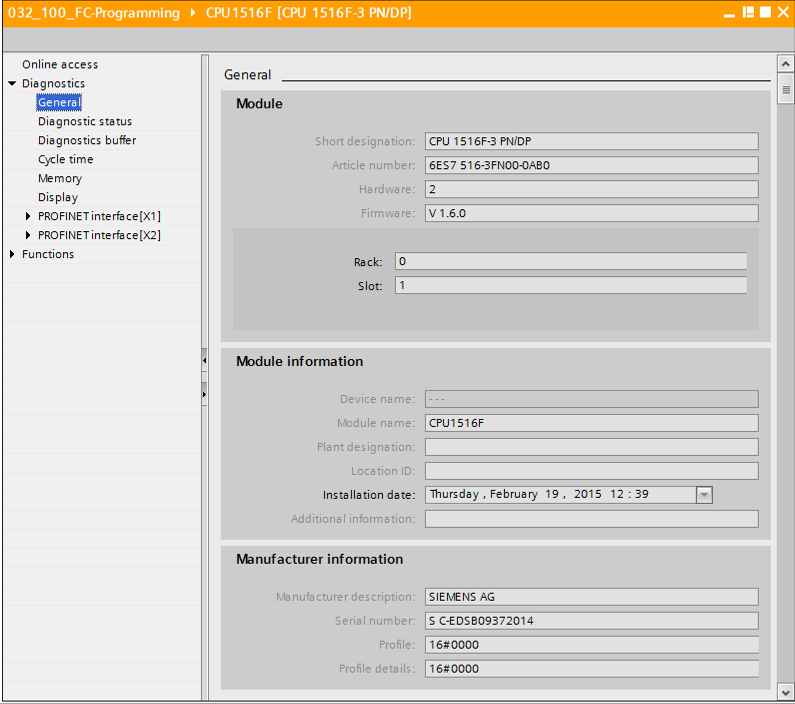 032_100_FC-Programming ▸ CPU1516F [CPU 1516F-3 PN/DP]
Online access
Diagnostics
General
Diagnostic status
Diagnostics buffer
Cycle time
Memory
Display
PROFINET interface[X1]
PROFINET interface[X2]
Functions
General
Module
Short designation: CPU 1516F-3 PN/DP
Article number: 6ES7 516-3FN00-0AB0
Hardware: 2
Firmware: V 1.6.0
Rack: 0
Slot: 1
Module information
Device name: ---
Module name: CPU1516F
Plant designation:
Location ID:
Installation date: Thursday , February 19 , 2015 12 : 39
Additional information:
Manufacturer information
Manufacturer description: SIEMENS AG
Serial number: S C-EDSB09372014
Profile: 16#0000
Profile details: 16#0000